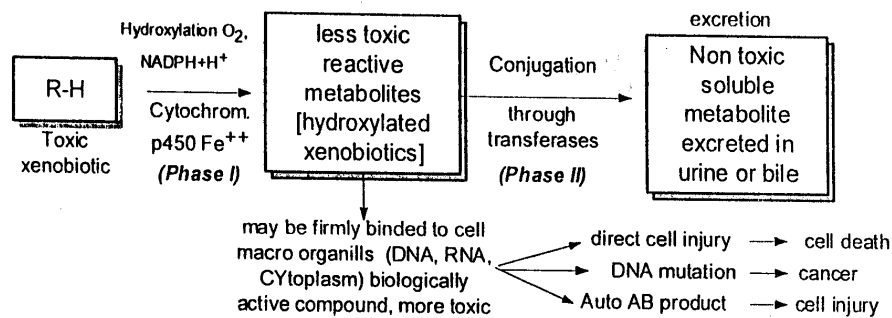 R-H
Toxic
xenobiotic
Hydroxylation O₂,
NADPH+H⁺
Cytochrom.
p450 Fe⁺⁺
(Phase I)
less toxic
reactive
metabolites
[hydroxylated
xenobiotics]
Conjugation
through
transferases
(Phase II)
excretion
Non toxic
soluble
metabolite
excreted in
urine or bile
may be firmly binded to cell
macro organills (DNA, RNA,
CYtoplasm) biologically
active compound, more toxic
direct cell injury
cell death
DNA mutation
cancer
Auto AB product
cell injury